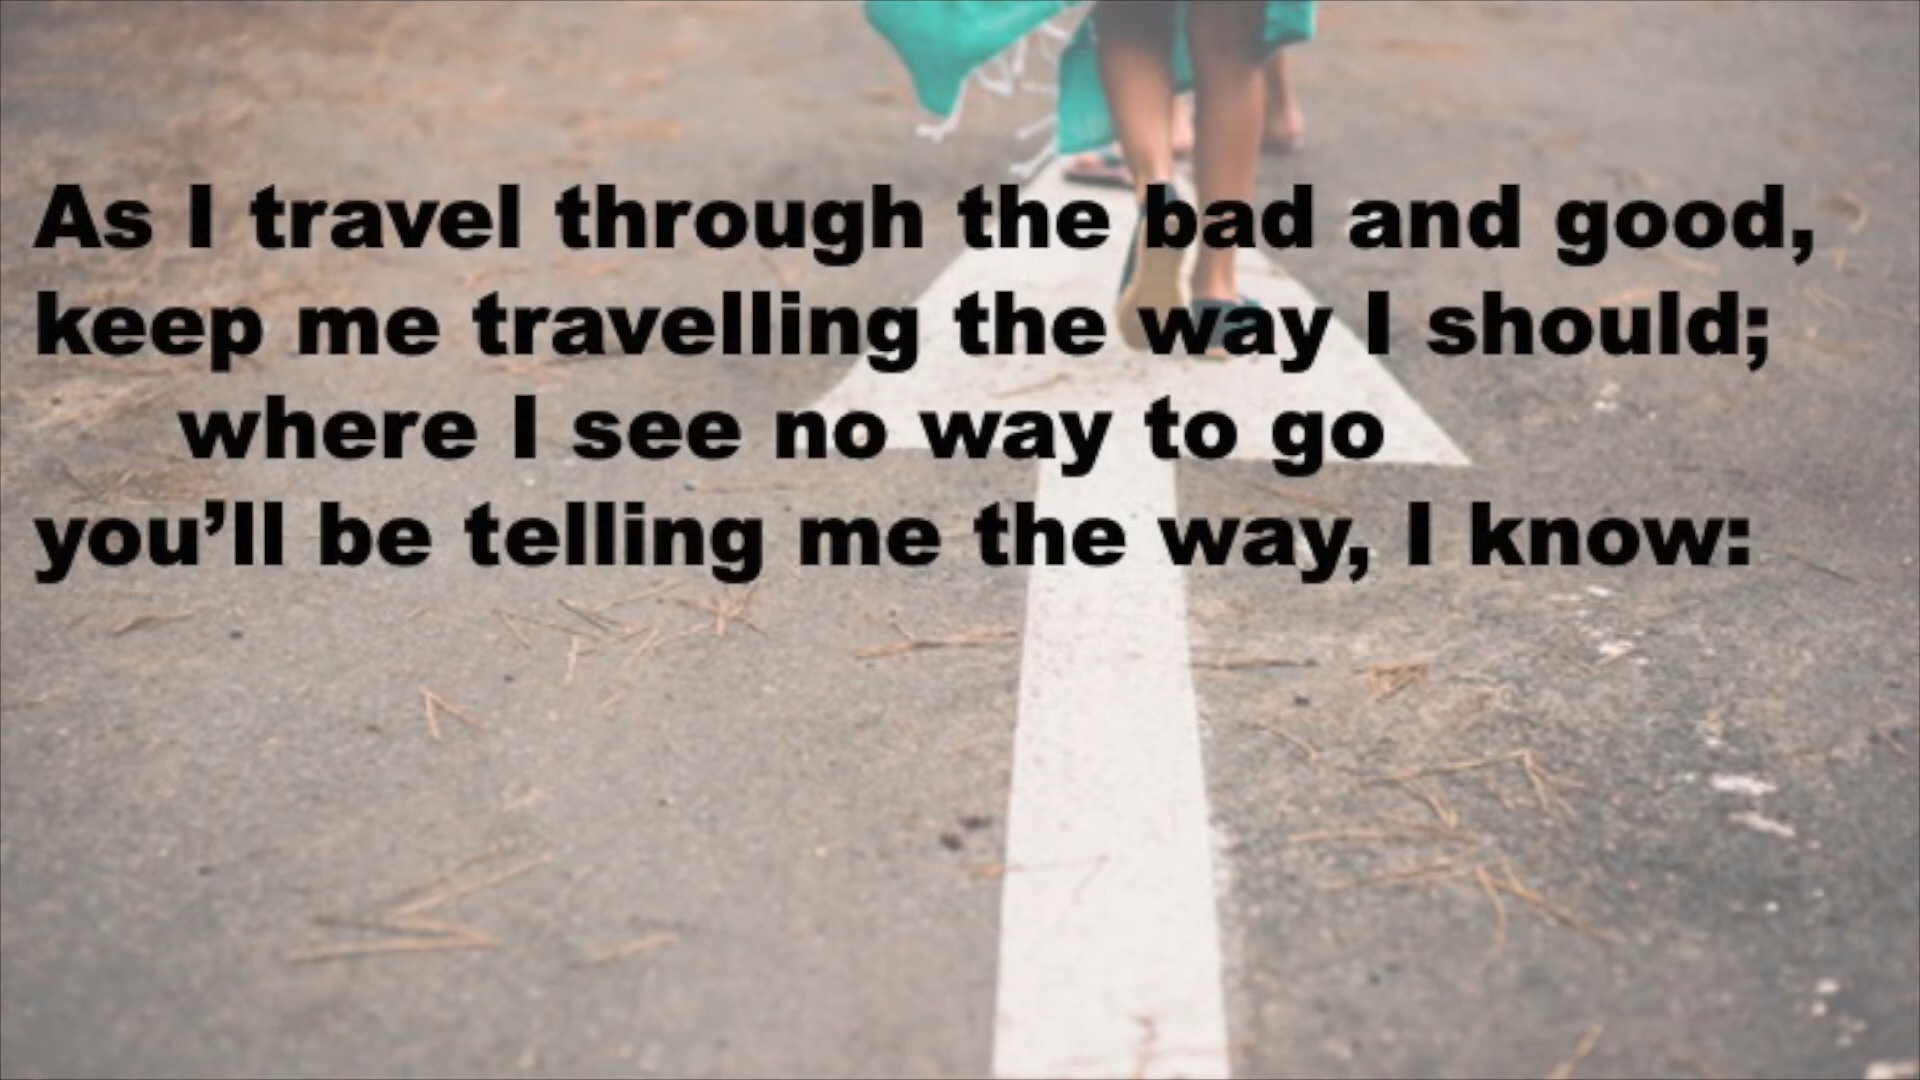 As I travel through the bad and good,
keep me travelling the way I should;
where I see no way to go
you’ll be telling me the way, I know: